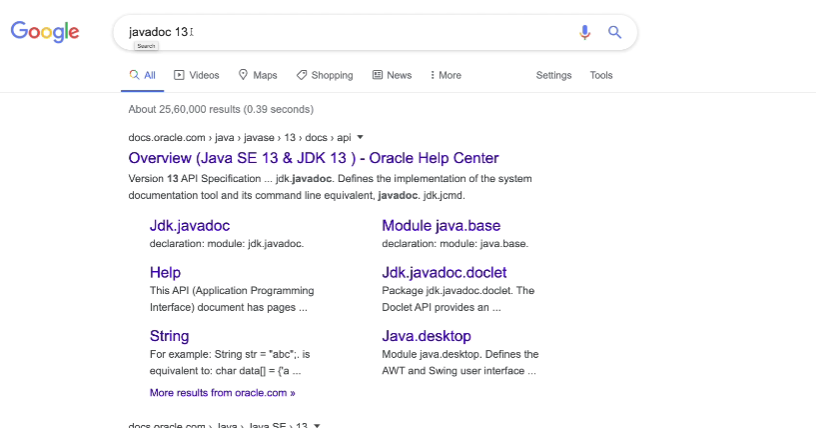 Google
javadoc 13
Search
All Videos Maps Shopping News More Settings Tools
About 25,60,000 results (0.39 seconds)
docs.oracle.com › java › javase › 13 › docs › api
Overview (Java SE 13 & JDK 13 ) - Oracle Help Center
Version 13 API Specification ... jdk.javadoc. Defines the implementation of the system
documentation tool and its command line equivalent, javadoc. jdk.jcmd.
Jdk.javadoc
declaration: module: jdk.javadoc.
Module java.base
declaration: module: java.base.
Help
This API (Application Programming
Interface) document has pages ...
Jdk.javadoc.doclet
Package jdk.javadoc.doclet. The
Doclet API provides an ...
String
For example: String str = "abc";. is
equivalent to: char data[] = {'a ...
Java.desktop
Module java.desktop. Defines the
AWT and Swing user interface ...
More results from oracle.com »
docs.oracle.com › Java › Java SE › 13